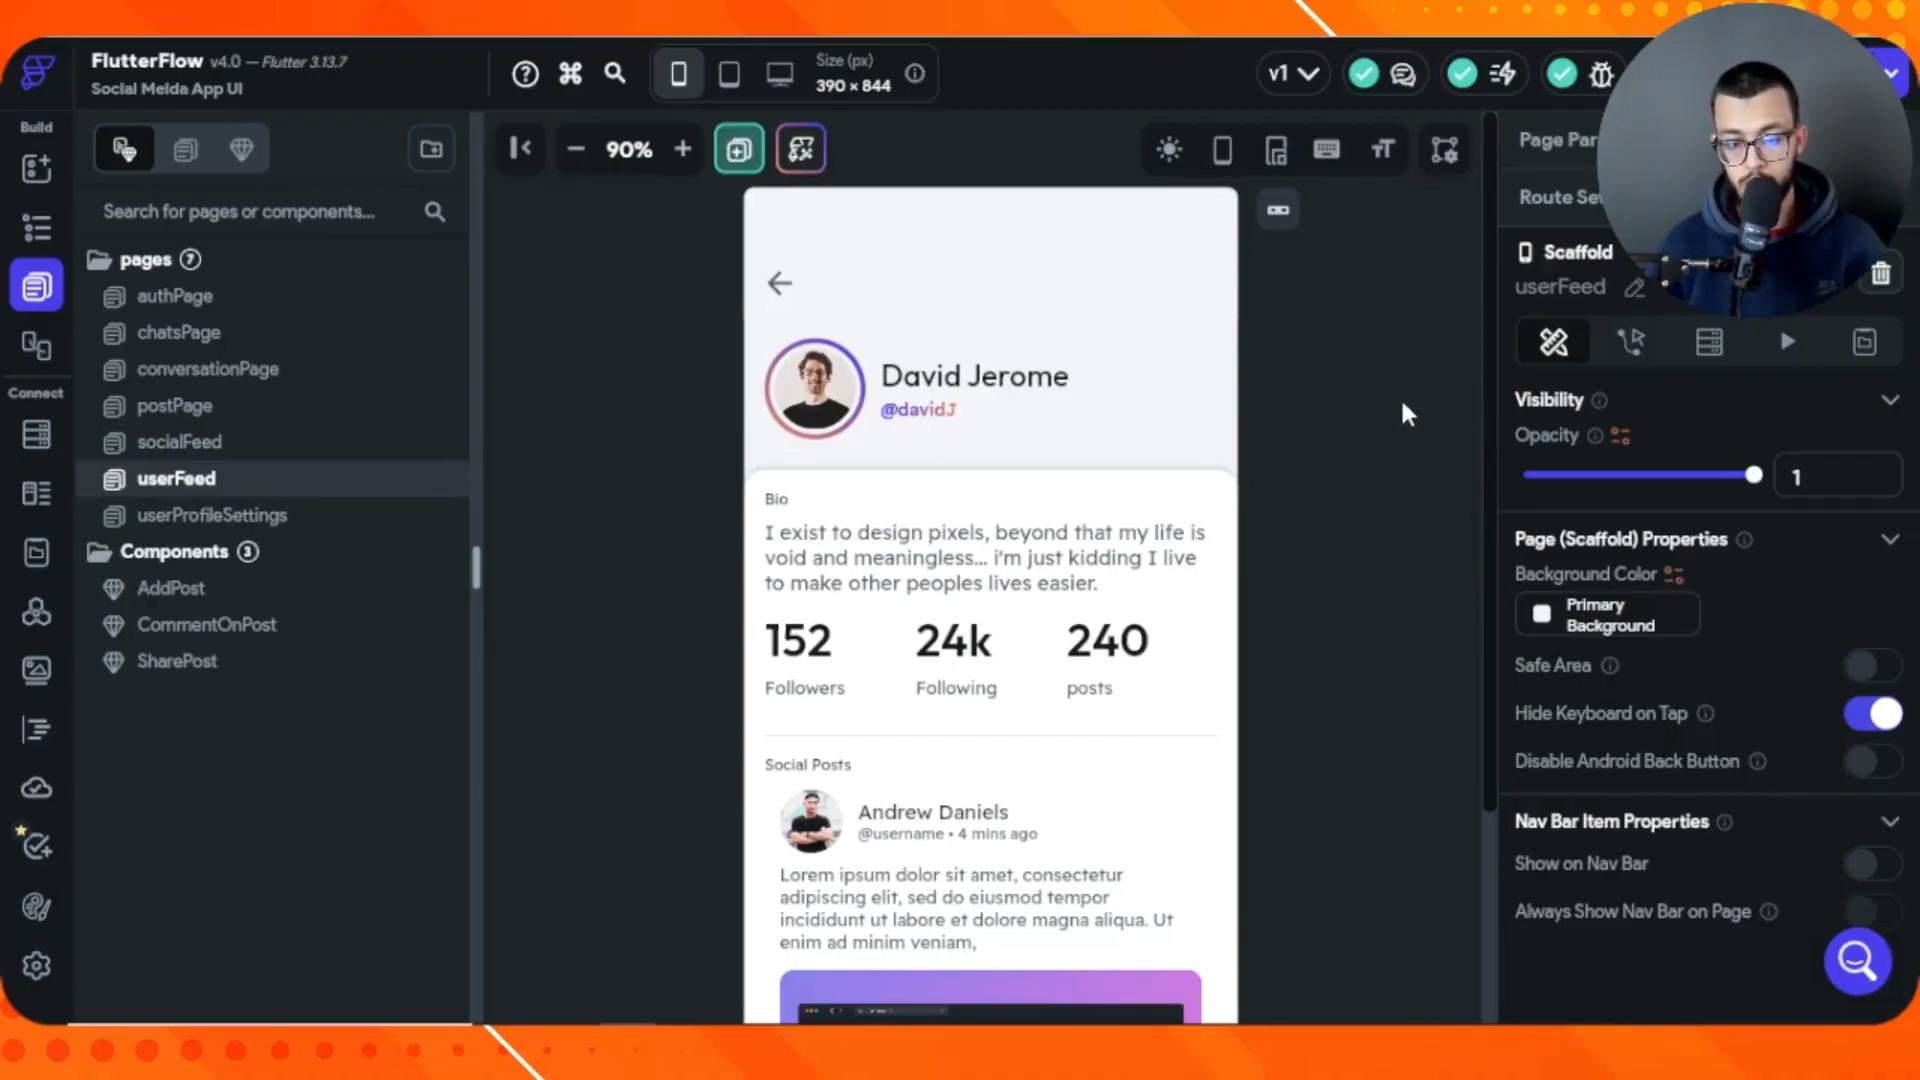 FlutterFlow v4.0 — Flutter 3.13.7
Social Meida App UI
Size (px)
390 × 844
v1
Build
Connect
Search for pages or components...
pages 7
authPage
chatsPage
conversationPage
postPage
socialFeed
userFeed
userProfileSettings
Components 3
AddPost
CommentOnPost
SharePost
90%
David Jerome
@davidJ
Bio
I exist to design pixels, beyond that my life is
void and meaningless... i'm just kidding I live
to make other peoples lives easier.
152
24k
240
Followers
Following
posts
Social Posts
Andrew Daniels
@username • 4 mins ago
Lorem ipsum dolor sit amet, consectetur
adipiscing elit, sed do eiusmod tempor
incididunt ut labore et dolore magna aliqua. Ut
enim ad minim veniam,
Page Par
Route Se
Scaffold
userFeed
Visibility
Opacity
1
Page (Scaffold) Properties
Background Color
Primary
Background
Safe Area
Hide Keyboard on Tap
Disable Android Back Button
Nav Bar Item Properties
Show on Nav Bar
Always Show Nav Bar on Page